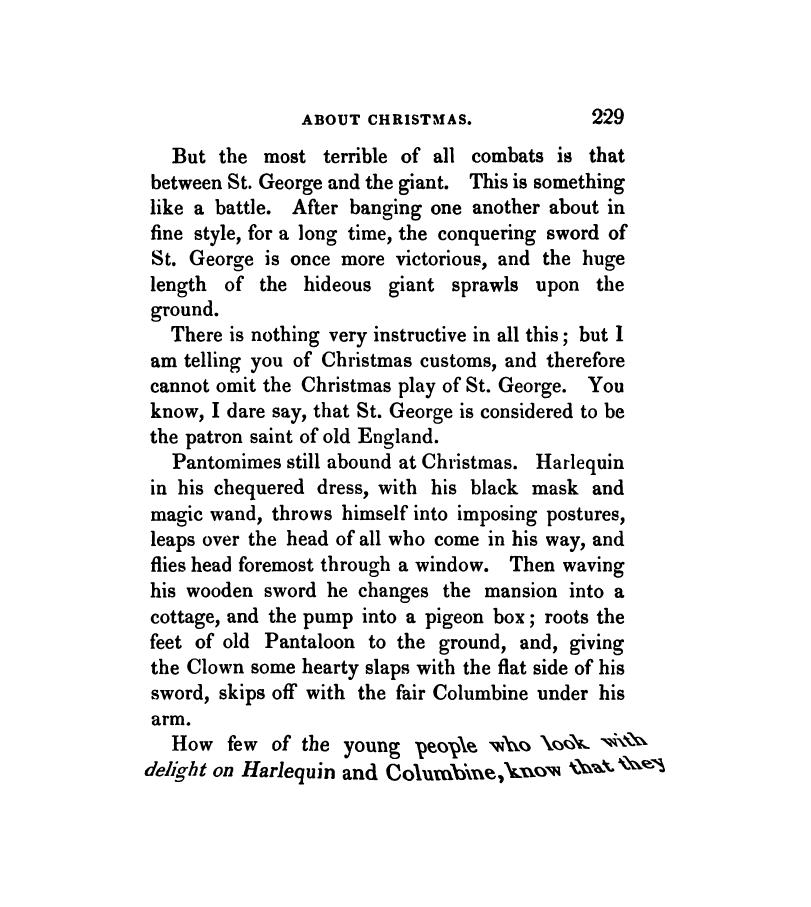 ABOUT CHRISTMAS. 229
But the most terrible of all combats is that
between St. George and the giant. This is something
like a battle. After banging one another about in
fine style, for a long time, the conquering sword of
St. George is once more victorious, and the huge
length of the hideous giant sprawls upon the
ground.
There is nothing very instructive in all this; but I
am telling you of Christmas customs, and therefore
cannot omit the Christmas play of St. George. You
know, I dare say, that St. George is considered to be
the patron saint of old England.
Pantomimes still abound at Christmas. Harlequin
in his chequered dress, with his black mask and
magic wand, throws himself into imposing postures,
leaps over the head of all who come in his way, and
flies head foremost through a window. Then waving
his wooden sword he changes the mansion into a
cottage, and the pump into a pigeon box; roots the
feet of old Pantaloon to the ground, and, giving
the Clown some hearty slaps with the flat side of his
sword, skips off with the fair Columbine under his
arm.
How few of the young people who look with
delight on Harlequin and Columbine, know that they